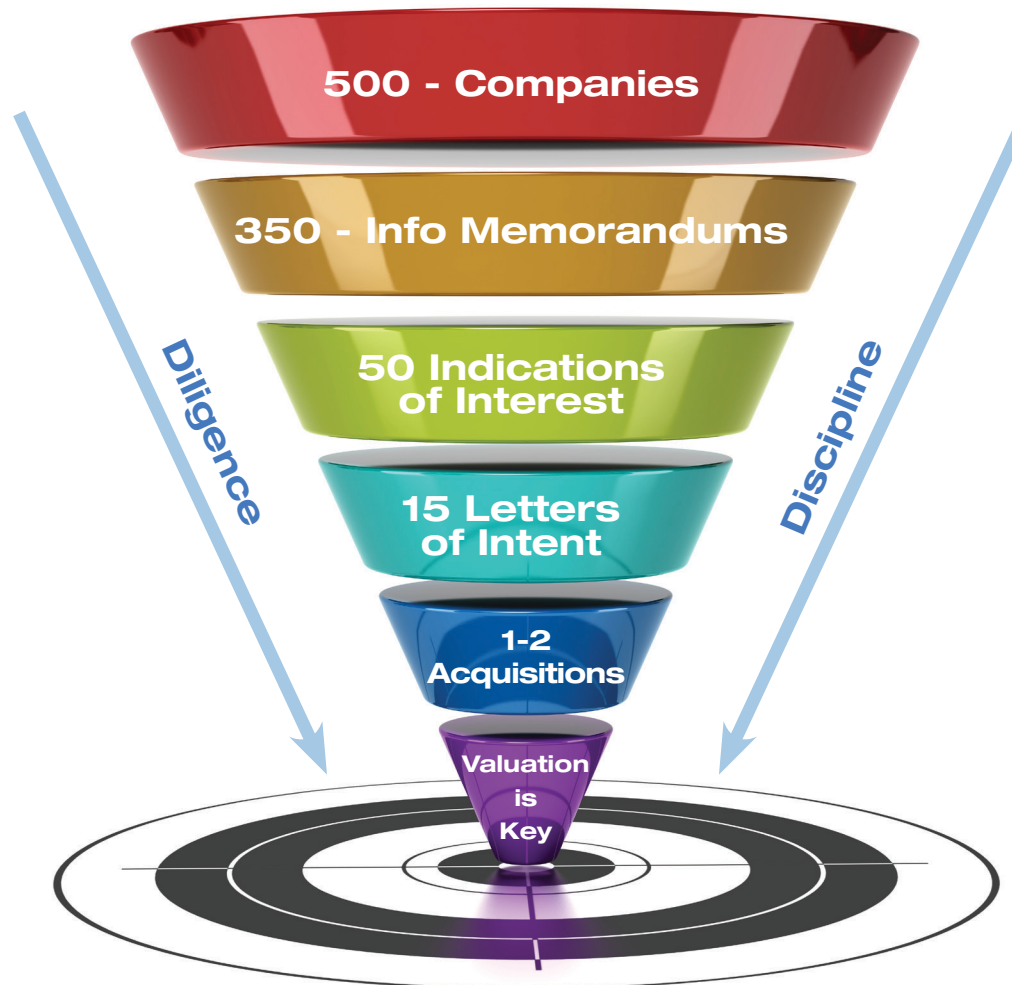 500 - Companies
350 - Info Memorandums
50 Indications
of Interest
15 Letters
of Intent
1-2
Acquisitions
Valuation
is
Key
Diligence
Discipline